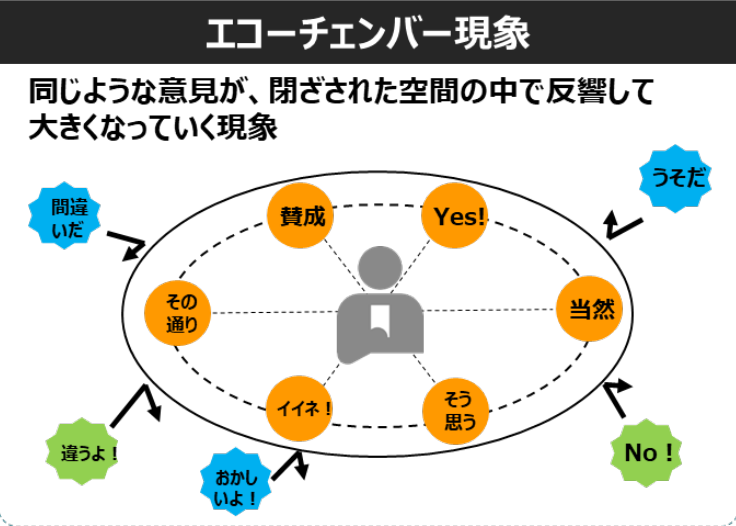 エコーチェンバー現象
同じような意見が、閉ざされた空間の中で反響して
大きくなっていく現象
間違
いだ
賛成
Yes!
うそだ
その
通り
当然
イイネ！
そう
思う
違うよ！
おかし
いよ！
No！